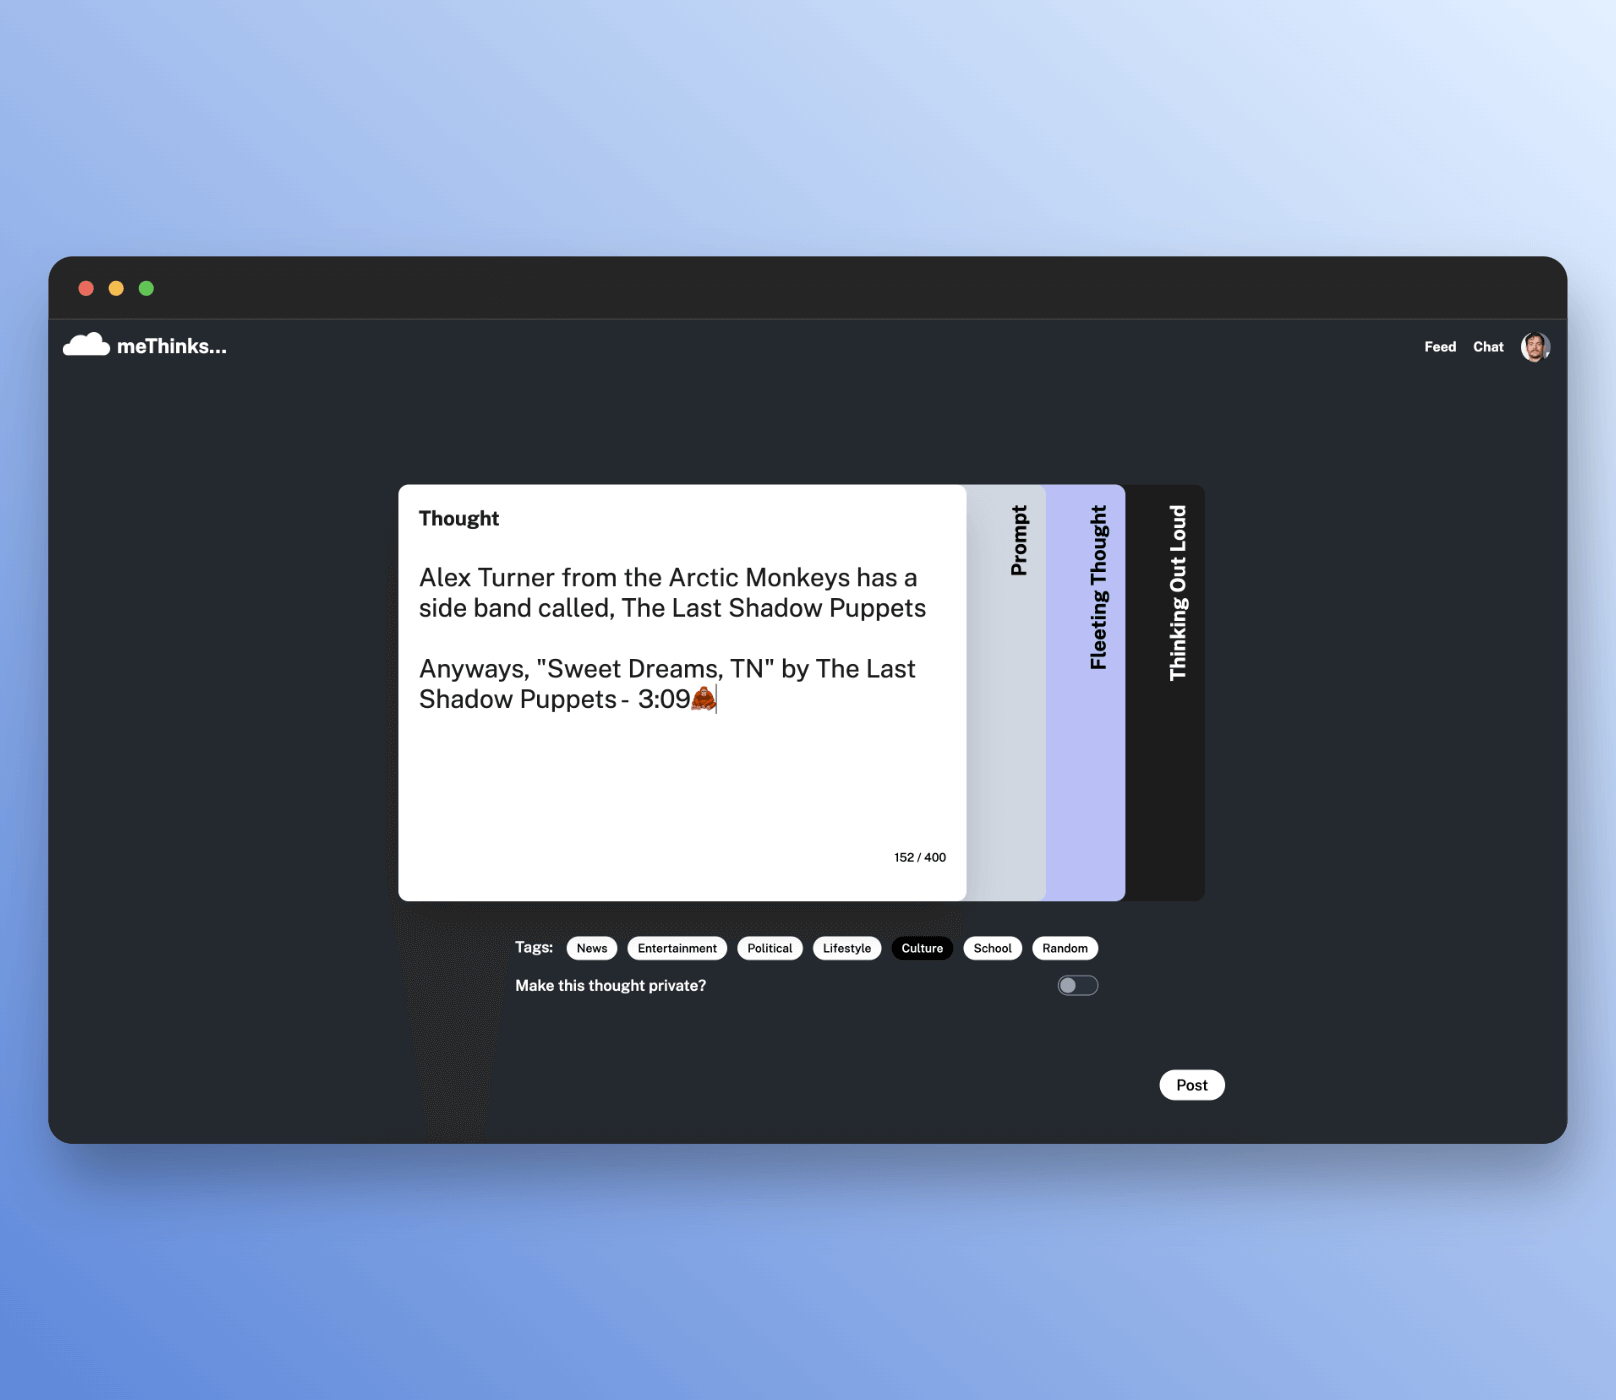 meThinks...
Feed Chat
Thought
Alex Turner from the Arctic Monkeys has a
side band called, The Last Shadow Puppets
Anyways, "Sweet Dreams, TN" by The Last
Shadow Puppets - 3:09🦧
152 / 400
Prompt
Fleeting Thought
Thinking Out Loud
Tags: News Entertainment Political Lifestyle Culture School Random
Make this thought private?
Post